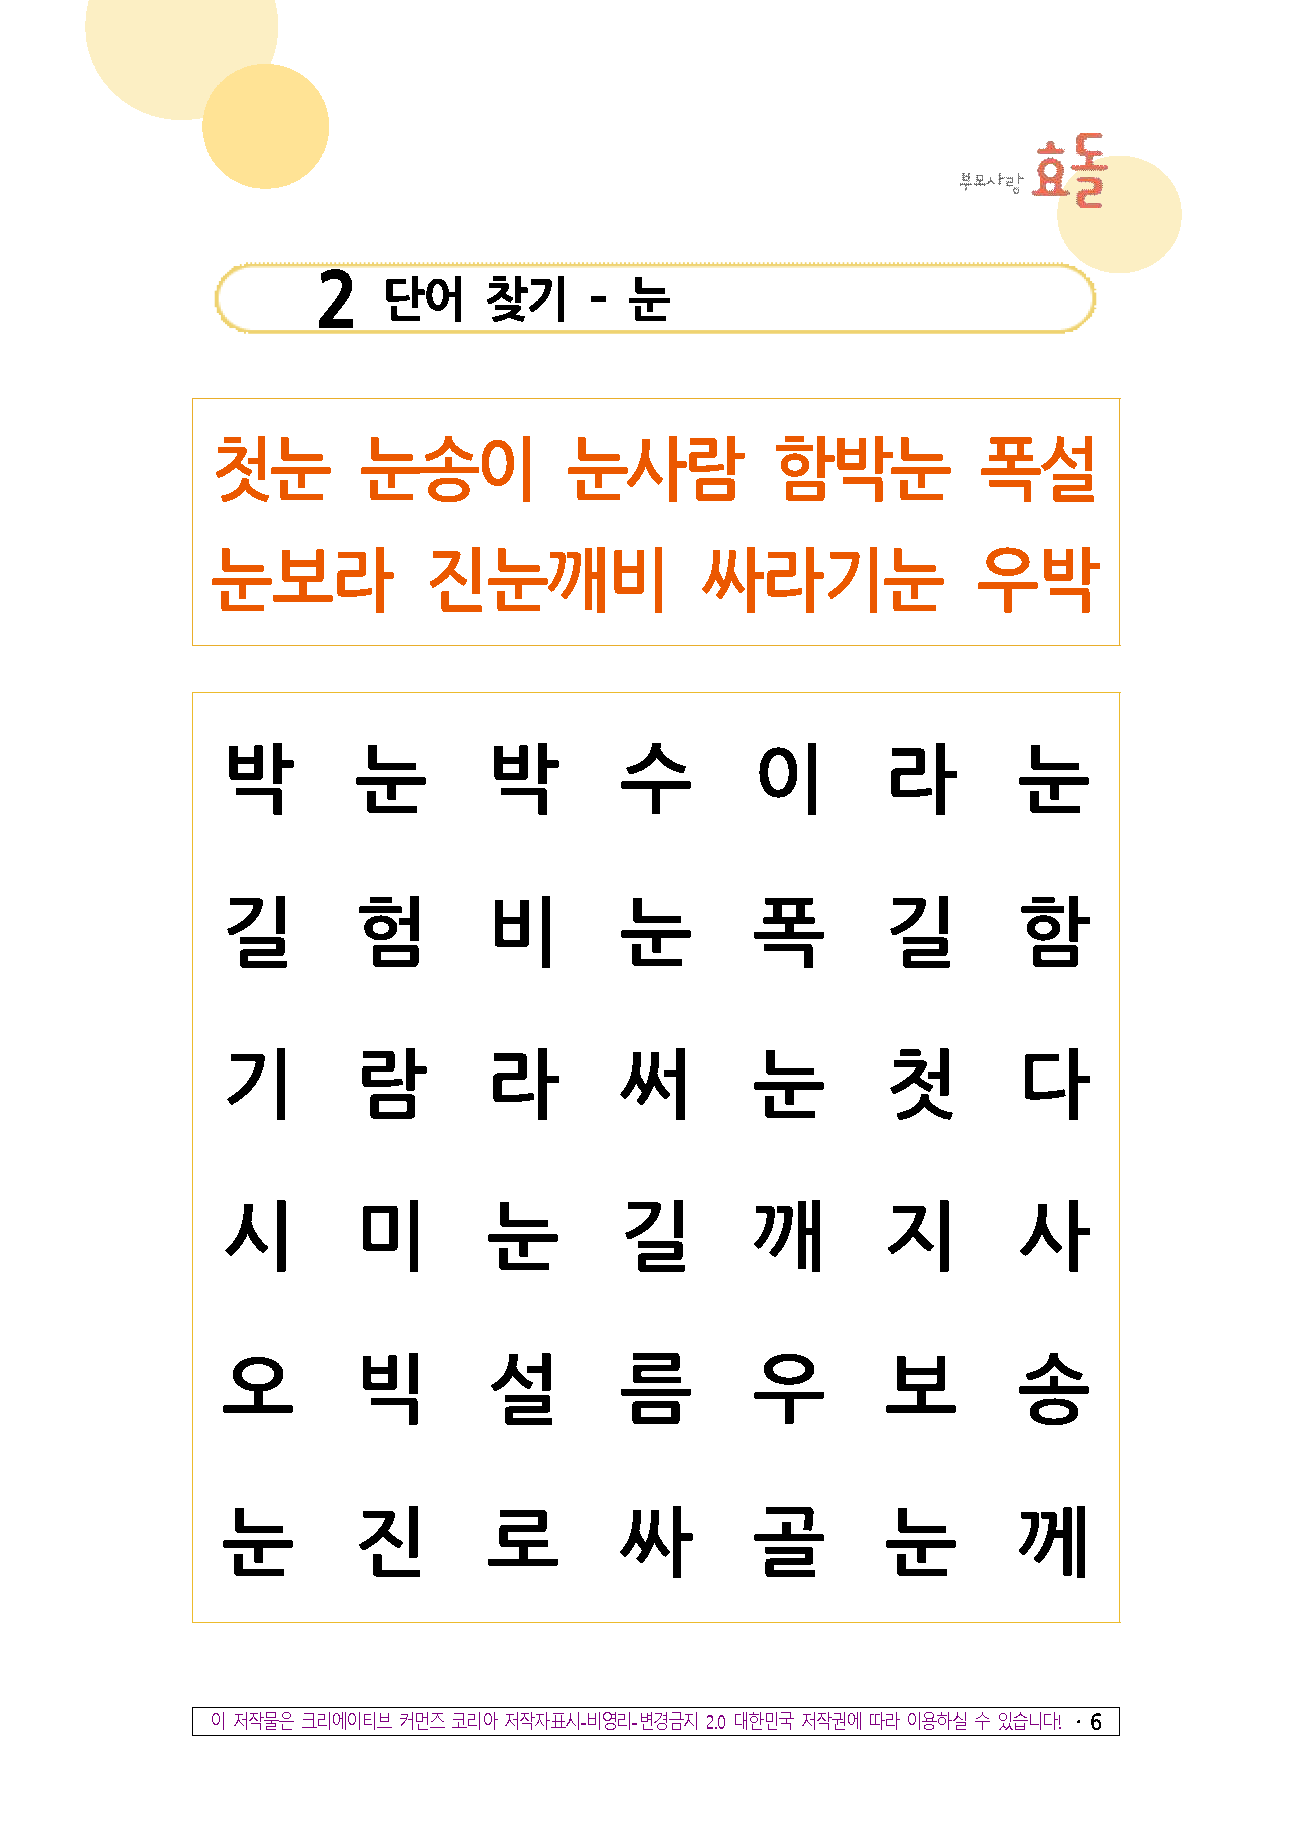 부모사랑 효돌
2 단어 찾기 - 눈
첫눈 눈송이 눈사람 함박눈 폭설
눈보라 진눈깨비 싸라기눈 우박
박 눈 박 수 이 라 눈
길 험 비 눈 폭 길 함
기 람 라 써 눈 첫 다
시 미 눈 길 깨 지 사
오 빅 설 름 우 보 송
눈 진 로 싸 골 눈 께
이 저작물은 크리에이티브 커먼즈 코리아 저작자표시-비영리-변경금지 2.0 대한민국 저작권에 따라 이용하실 수 있습니다! · 6